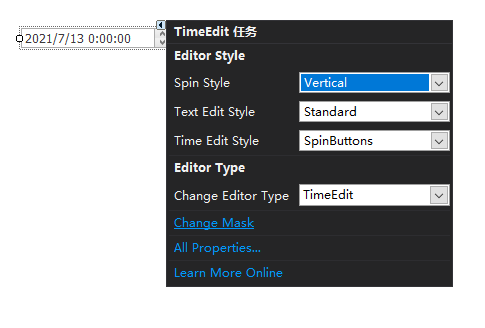 2021/7/13 0:00:00
TimeEdit 任务
Editor Style
Spin Style Vertical
Text Edit Style Standard
Time Edit Style SpinButtons
Editor Type
Change Editor Type TimeEdit
Change Mask
All Properties...
Learn More Online